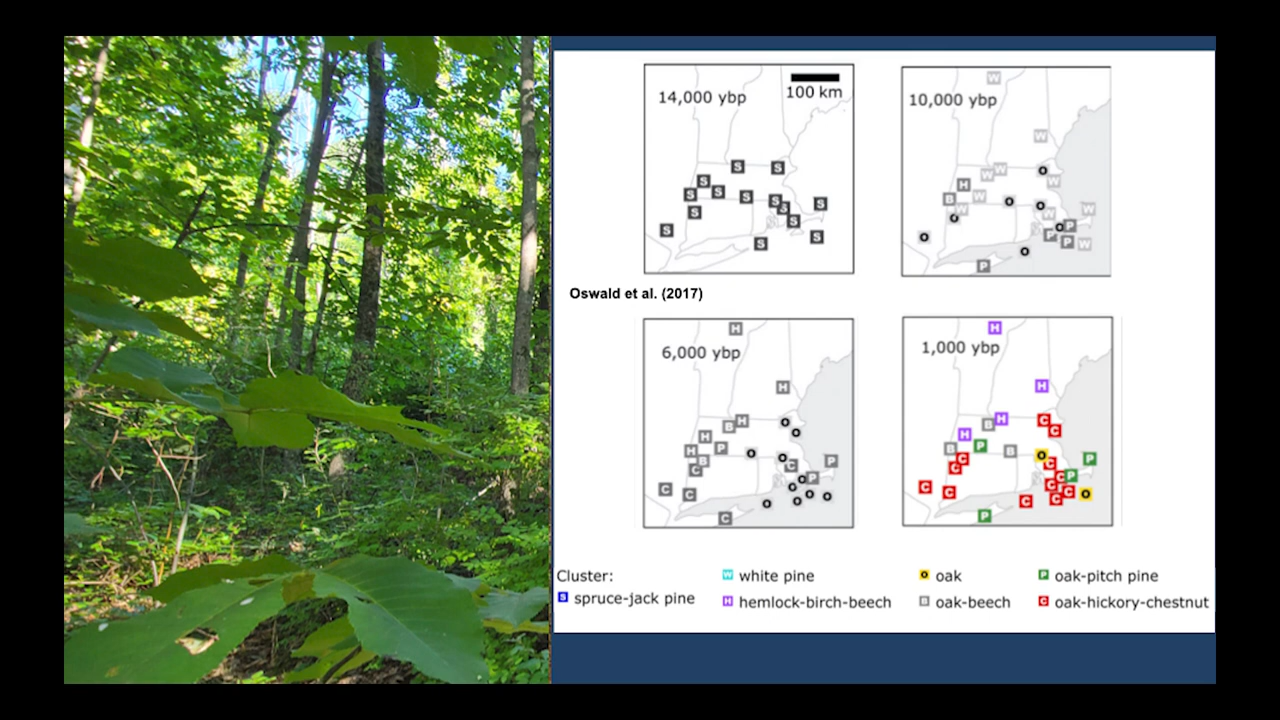 14,000 ybp
100 km
S S
S S S S S
S S S
S S
S
S S
10,000 ybp
W
W
W W O
H W
B W O O
O W W W
O O P P
O P W
P
Oswald et al. (2017)
6,000 ybp
H
H
B H O
H O
H B P O O
C C P P
C C O O
O O O O
C
1,000 ybp
H
H
B H C
H C
B P B
C C O C P
C C C P
C C C C O
P
Cluster:
S spruce-jack pine
W white pine
H hemlock-birch-beech
O oak
B oak-beech
P oak-pitch pine
C oak-hickory-chestnut